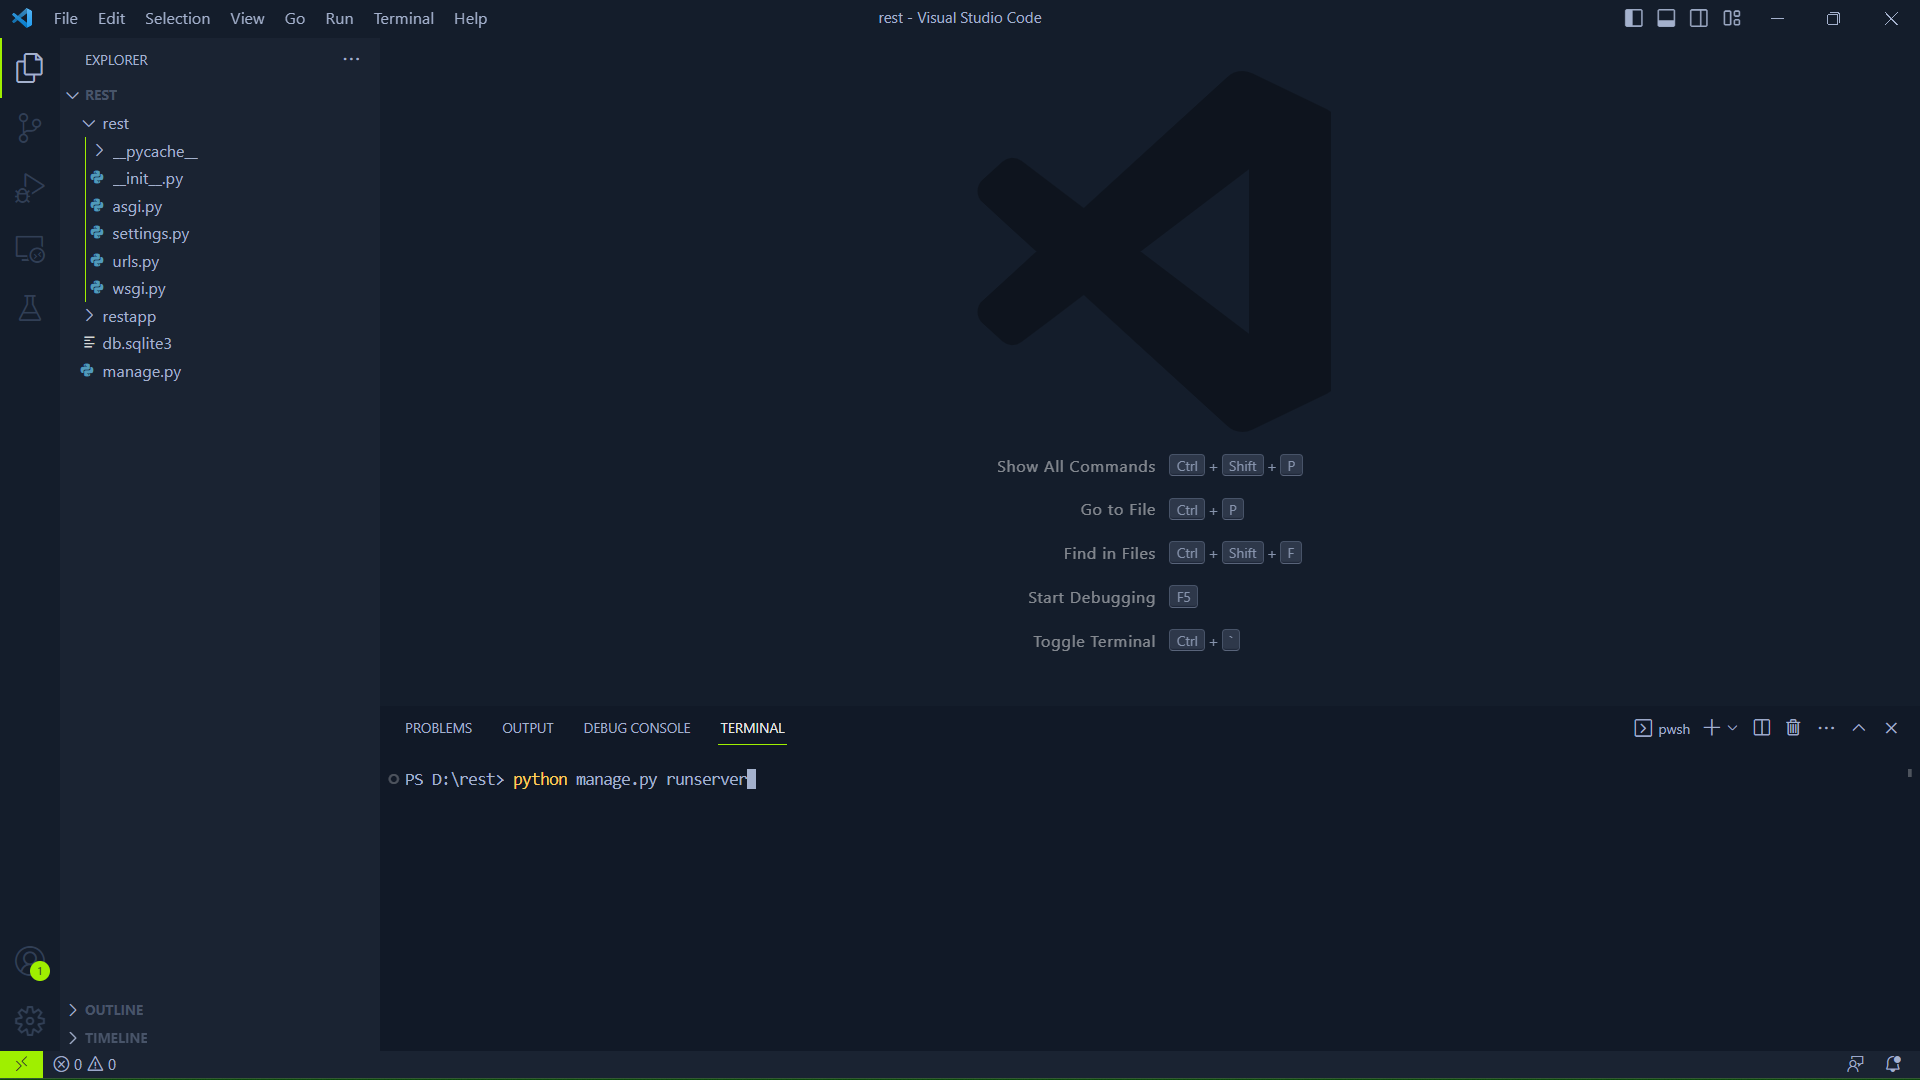 File Edit Selection View Go Run Terminal Help
rest - Visual Studio Code
EXPLORER
REST
rest
__pycache__
__init__.py
asgi.py
settings.py
urls.py
wsgi.py
restapp
db.sqlite3
manage.py
OUTLINE
TIMELINE
Show All Commands Ctrl + Shift + P
Go to File Ctrl + P
Find in Files Ctrl + Shift + F
Start Debugging F5
Toggle Terminal Ctrl + `
PROBLEMS OUTPUT DEBUG CONSOLE TERMINAL
pwsh
PS D:\rest> python manage.py runserver
1
0 0